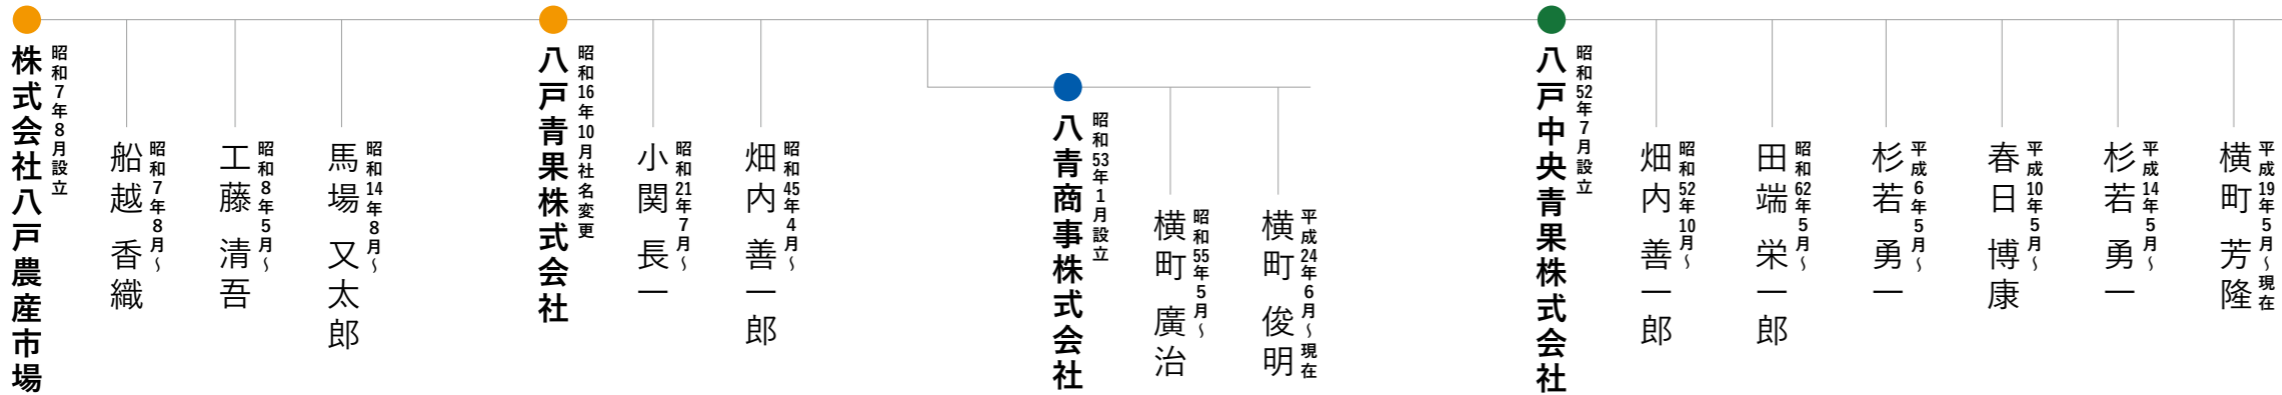 株式会社八戸農産市場
昭和7年8月設立
船越 香織
昭和7年8月~
工藤 清吾
昭和8年5月~
馬場 又太郎
昭和14年8月~
八戸青果株式会社
昭和16年10月社名変更
小関 長一
昭和21年7月~
畑内 善一郎
昭和45年4月~
八青商事株式会社
昭和53年1月設立
横町 廣治
昭和55年5月~
横町 俊明
平成24年6月~現在
八戸中央青果株式会社
昭和52年7月設立
畑内 善一郎
昭和52年10月~
田端 栄一郎
昭和62年5月~
杉若 勇一
平成6年5月~
春日 博康
平成10年5月~
杉若 勇一
平成14年5月~
横町 芳隆
平成19年5月~現在